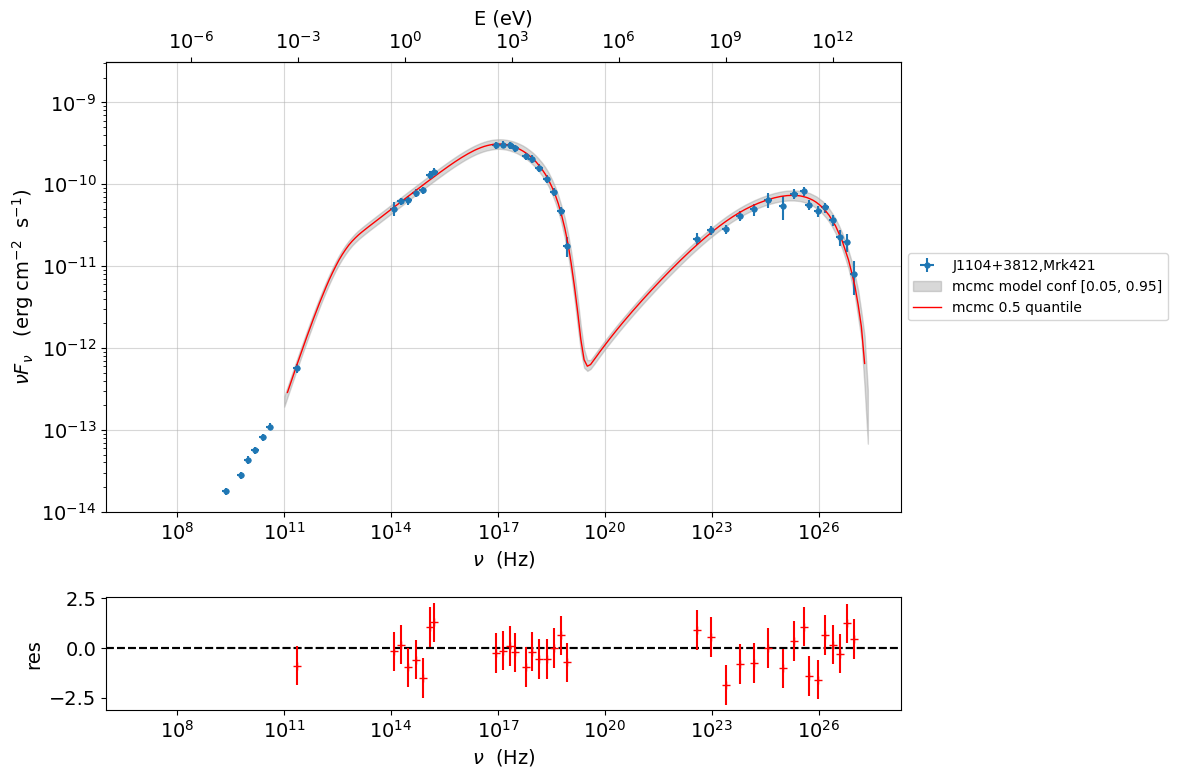 E (eV)
10⁻⁶ 10⁻³ 10⁰ 10³ 10⁶ 10⁹ 10¹²
10⁻⁹
10⁻¹⁰
10⁻¹¹
10⁻¹²
10⁻¹³
10⁻¹⁴
νFᵥ (erg cm⁻² s⁻¹)
10⁸ 10¹¹ 10¹⁴ 10¹⁷ 10²⁰ 10²³ 10²⁶
ν (Hz)
J1104+3812,Mrk421
mcmc model conf [0.05, 0.95]
mcmc 0.5 quantile
2.5
0.0
−2.5
res
10⁸ 10¹¹ 10¹⁴ 10¹⁷ 10²⁰ 10²³ 10²⁶
ν (Hz)